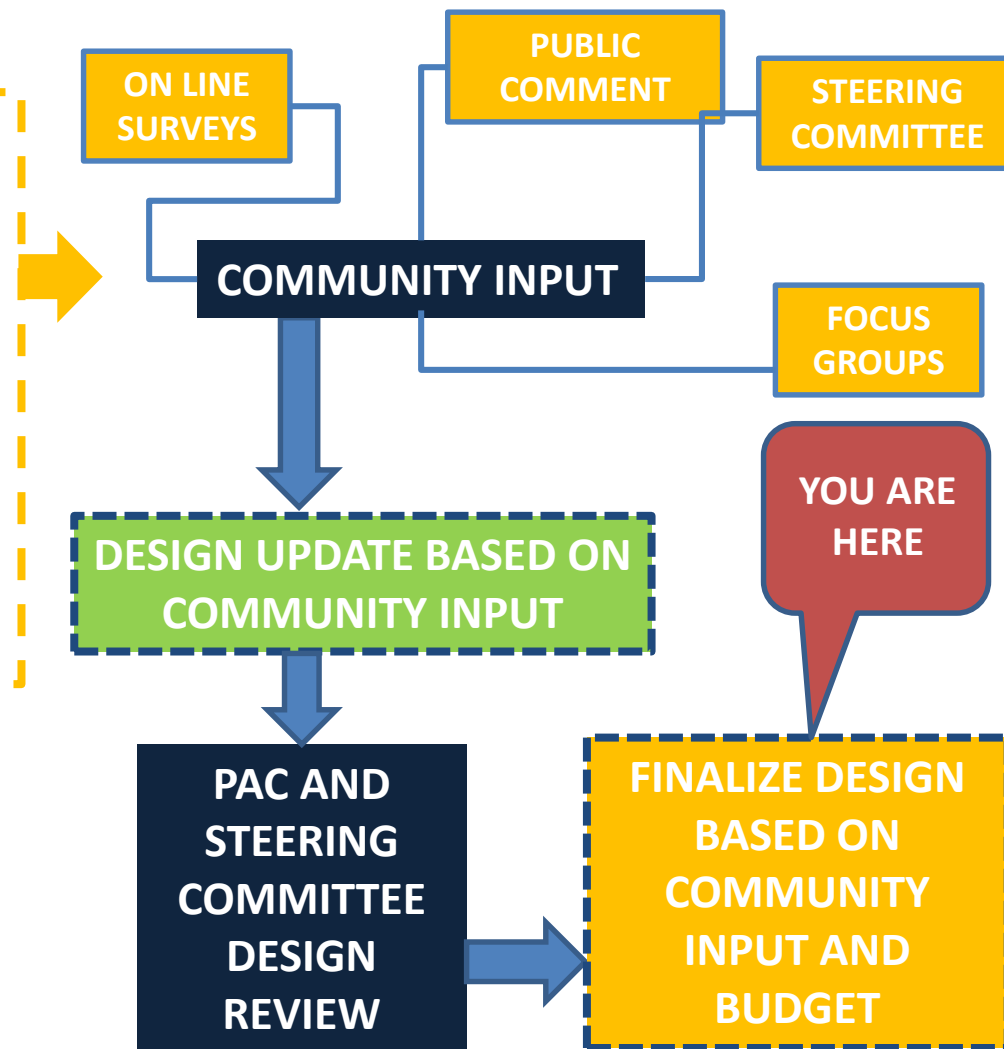 ON LINE
SURVEYS
PUBLIC
COMMENT
STEERING
COMMITTEE
COMMUNITY INPUT
FOCUS
GROUPS
YOU ARE
HERE
DESIGN UPDATE BASED ON
COMMUNITY INPUT
PAC AND
STEERING
COMMITTEE
DESIGN
REVIEW
FINALIZE DESIGN
BASED ON
COMMUNITY
INPUT AND
BUDGET